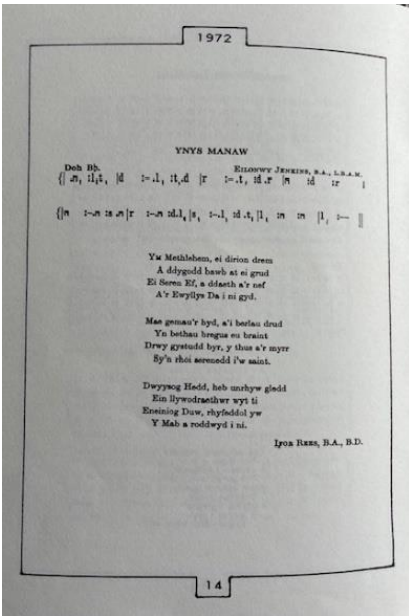 1972
YNYS MANAW
Doh B♭. EILONWY JENKINS, B.A., L.R.A.M.
{| .m, :l,t, |d :–.l, :t,.d |r :–.t, :d.r |m :d :r :
{|m :–.m :s.m |r :–.m :d.l, |s, :–.l, :d.t, |l, :m :m |l, :–– ||
Ym Methlehem, ei dirion drem
A ddygodd bawb at ei grud
Ei Seren Ef, a ddaeth a'r nef
A'r Ewyllys Da i ni gyd.
Mae gemau'r byd, a'i berlau drud
Yn bethau bregus eu braint
Drwy gystudd byr, y thus a'r myrr
Sy'n rhoi serenedd i'w saint.
Dwyysog Hedd, heb unrhyw gledd
Ein llywodraethwr wyt ti
Eneiniog Duw, rhyfeddol yw
Y Mab a roddwyd i ni.
IVOR REES, B.A., B.D.
14